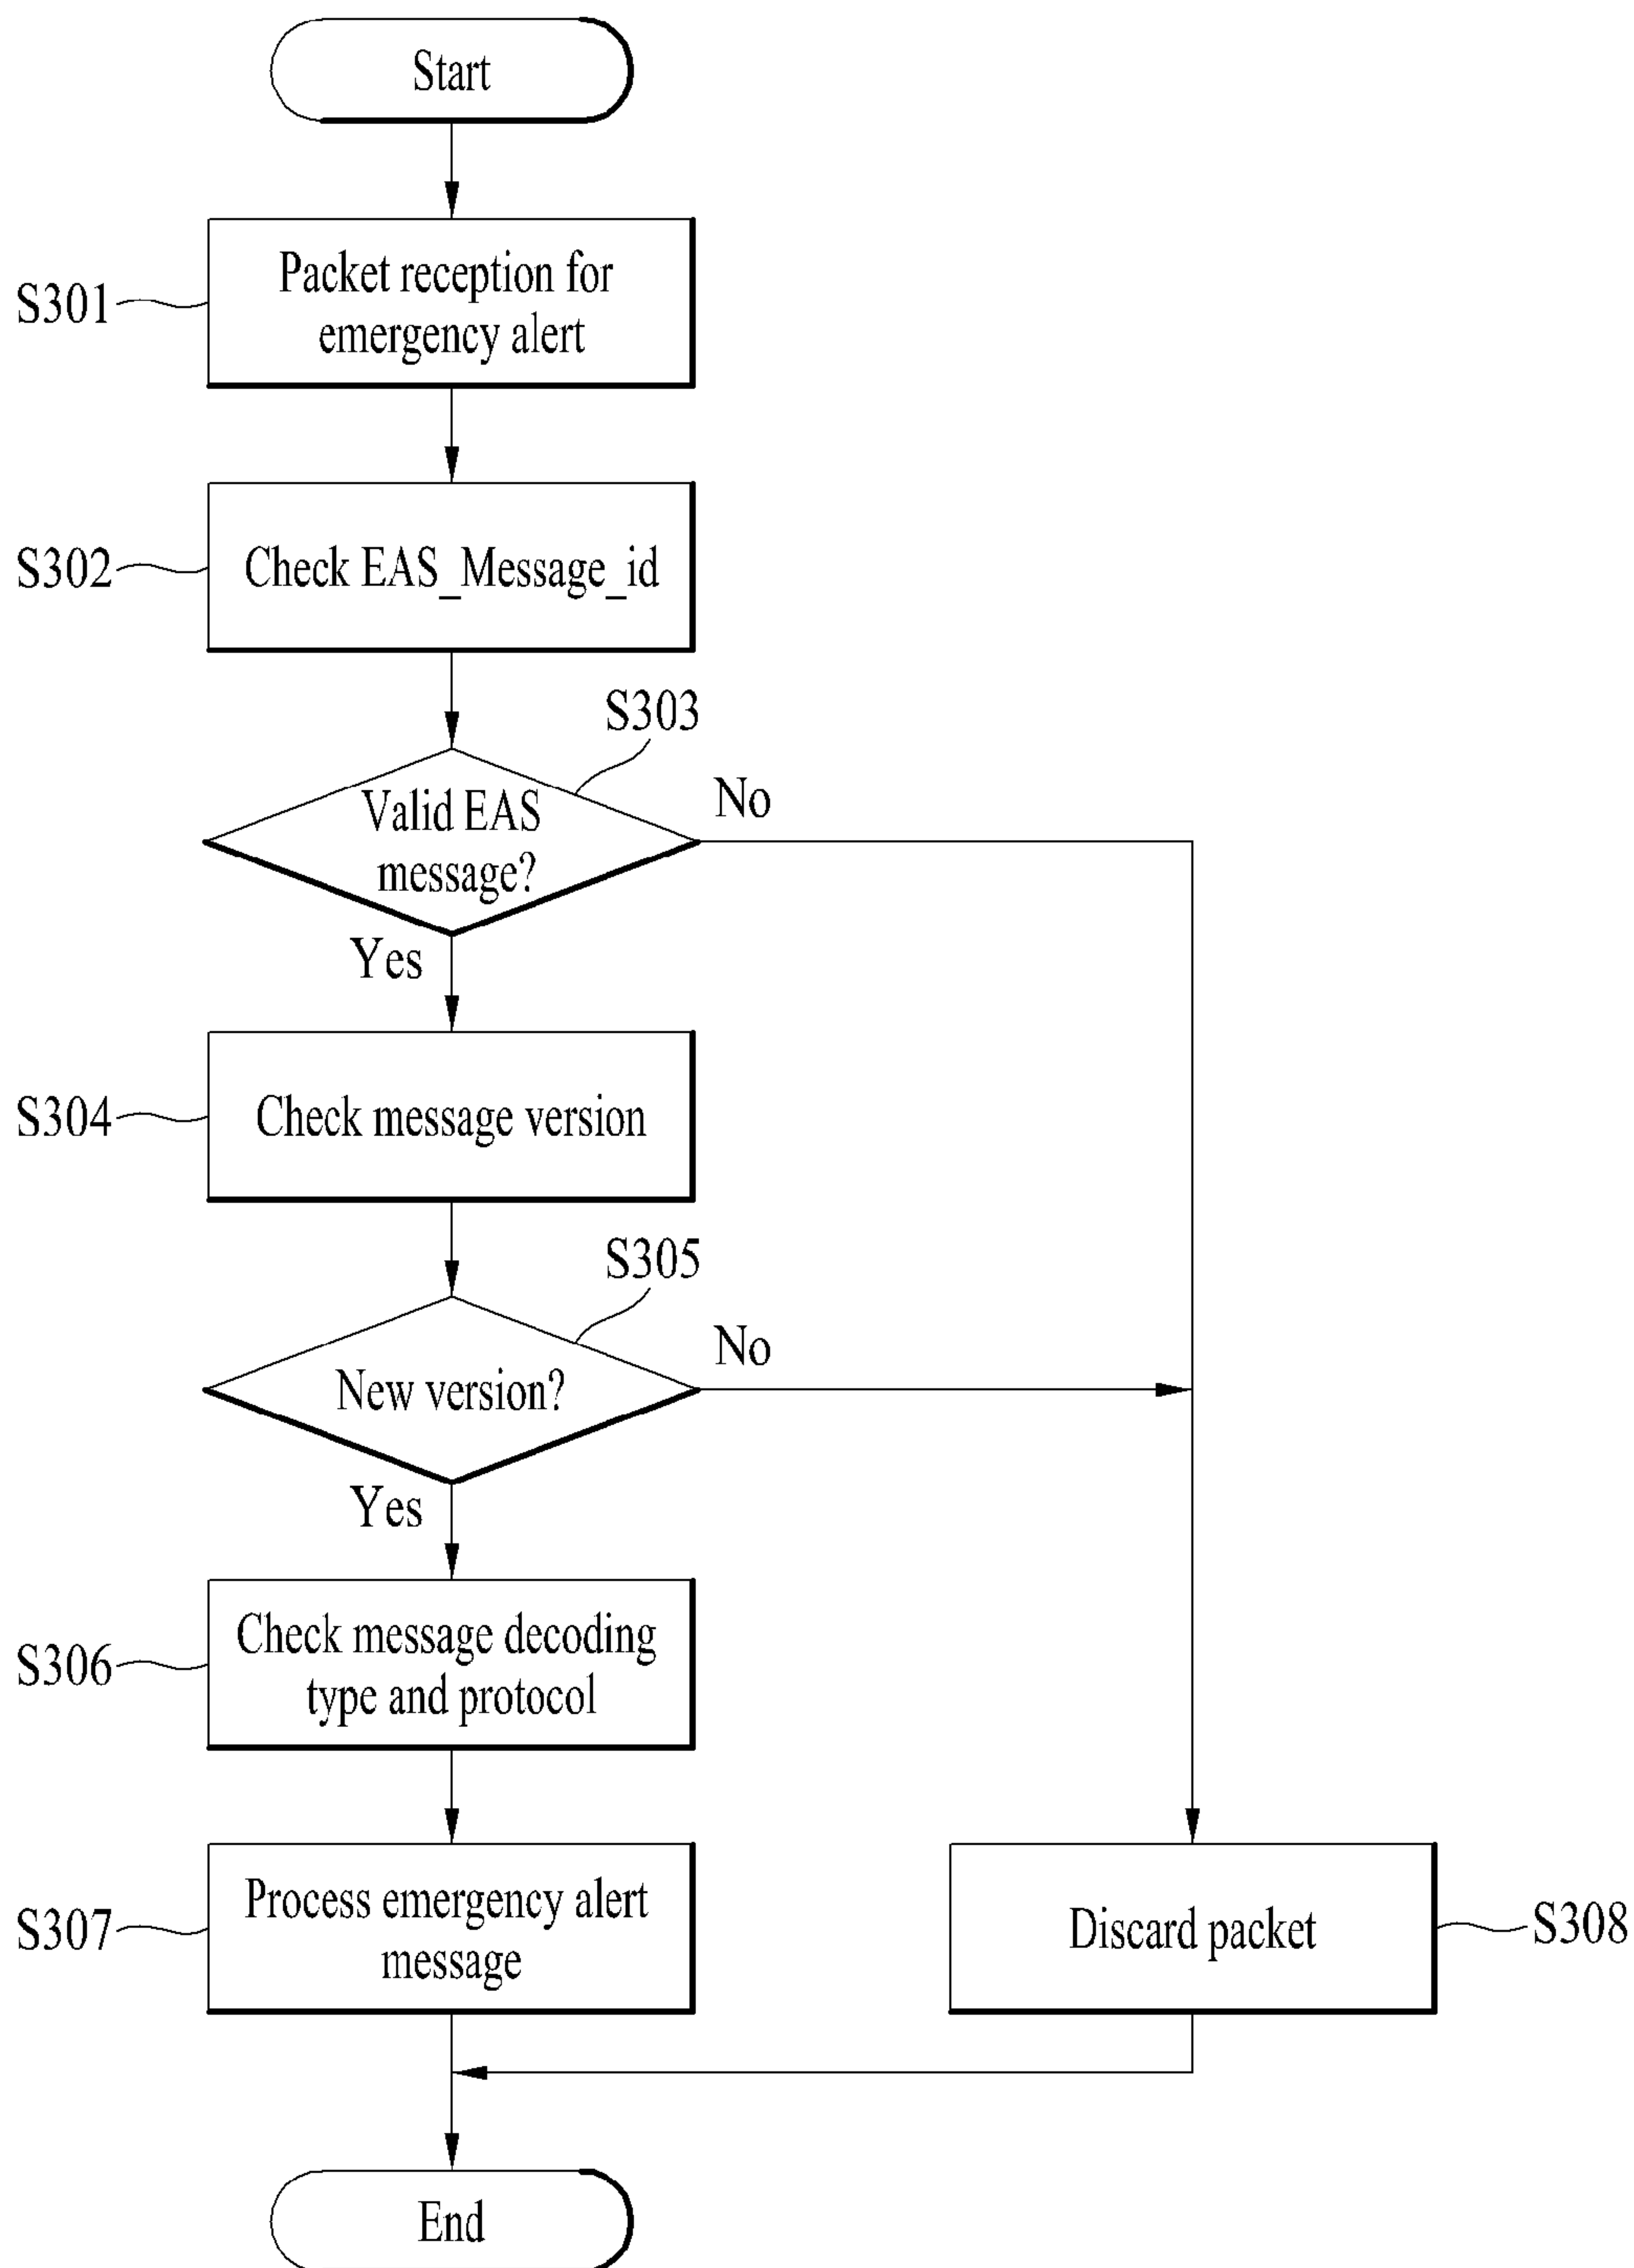 Start
S301
Packet reception for
emergency alert
S302
Check EAS_Message_id
S303
Valid EAS
message?
No
Yes
S304
Check message version
S305
New version?
No
Yes
S306
Check message decoding
type and protocol
S307
Process emergency alert
message
Discard packet
S308
End